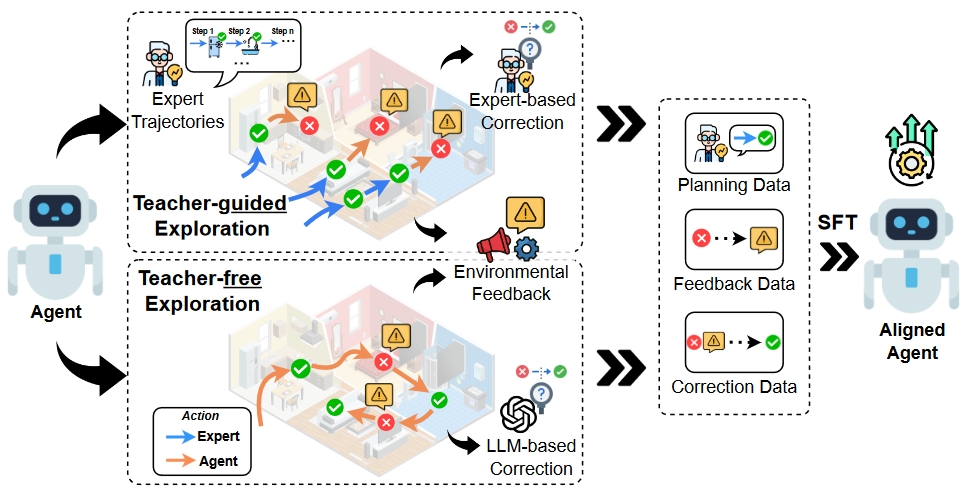 Step 1 Step 2 Step n
...
...
Expert
Trajectories
Teacher-guided
Exploration
Expert-based
Correction
Environmental
Feedback
Agent
Teacher-free
Exploration
Action
Expert
Agent
LLM-based
Correction
Planning Data
Feedback Data
Correction Data
SFT
Aligned
Agent